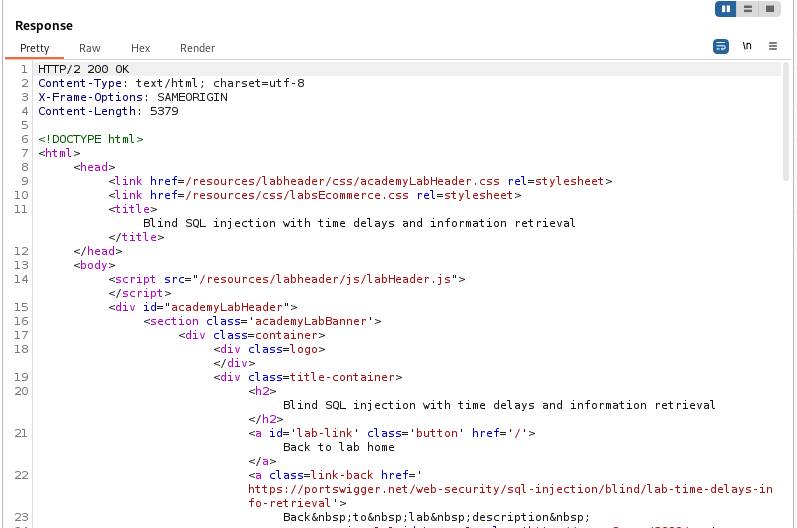 Response
Pretty Raw Hex Render \n
1 HTTP/2 200 OK
2 Content-Type: text/html; charset=utf-8
3 X-Frame-Options: SAMEORIGIN
4 Content-Length: 5379
5
6 <!DOCTYPE html>
7 <html>
8 <head>
9 <link href=/resources/labheader/css/academyLabHeader.css rel=stylesheet>
10 <link href=/resources/css/labsEcommerce.css rel=stylesheet>
11 <title>
Blind SQL injection with time delays and information retrieval
</title>
12 </head>
13 <body>
14 <script src="/resources/labheader/js/labHeader.js">
</script>
15 <div id="academyLabHeader">
16 <section class='academyLabBanner'>
17 <div class=container>
18 <div class=logo>
</div>
19 <div class=title-container>
20 <h2>
Blind SQL injection with time delays and information retrieval
</h2>
21 <a id='lab-link' class='button' href='/'>
Back to lab home
</a>
22 <a class=link-back href='
https://portswigger.net/web-security/sql-injection/blind/lab-time-delays-in
fo-retrieval'>
23 Back&nbsp;to&nbsp;lab&nbsp;description&nbsp;